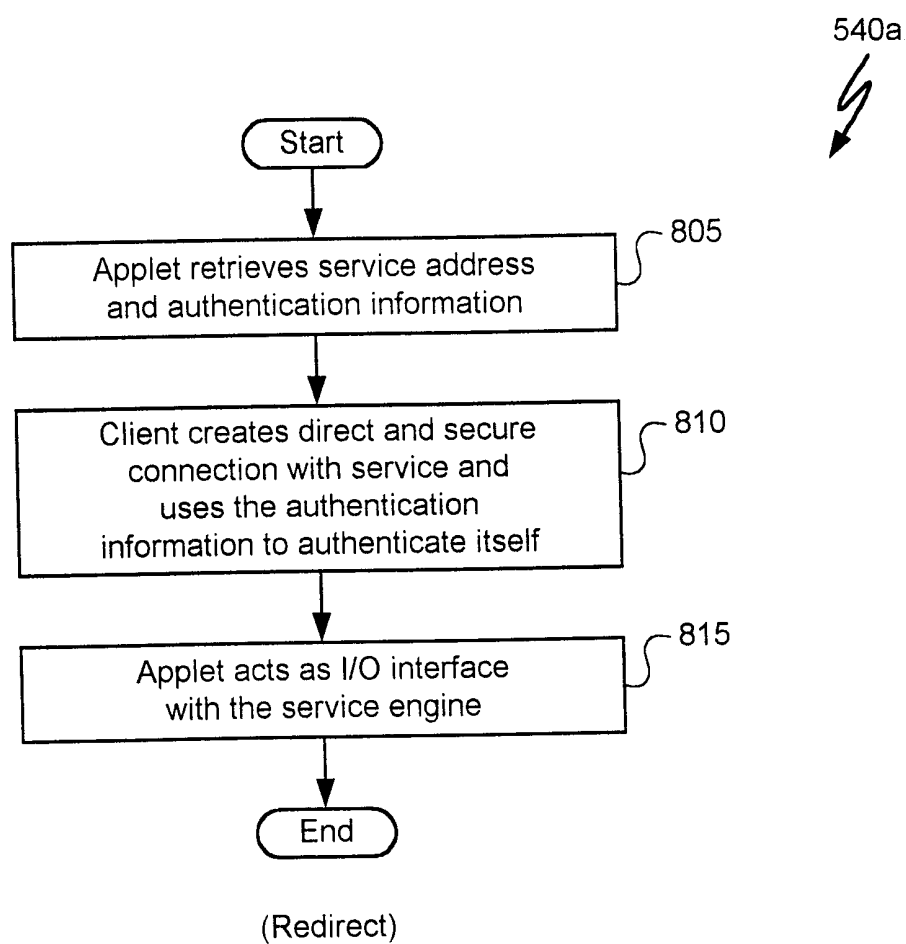 540a
Start
805
Applet retrieves service address
and authentication information
810
Client creates direct and secure
connection with service and
uses the authentication
information to authenticate itself
815
Applet acts as I/O interface
with the service engine
End
(Redirect)